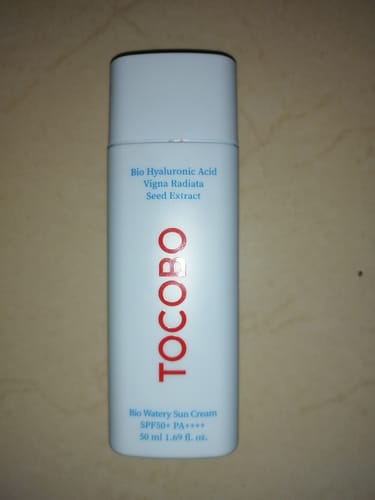 Bio Hyaluronic Acid
Vigna Radiata
Seed Extract
TOCOBO
Bio Watery Sun Cream
SPF50+ PA++++
50 ml 1.69 fl. oz.